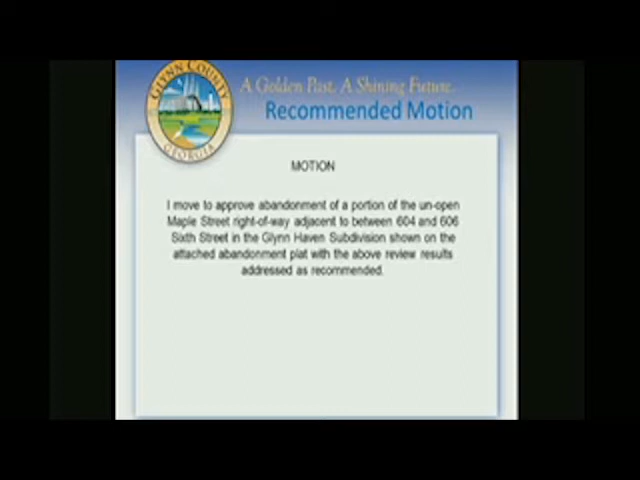 GLYNN COUNTY
GEORGIA
A Golden Past. A Shining Future.
Recommended Motion
MOTION
I move to approve abandonment of a portion of the un-open
Maple Street right-of-way adjacent to between 604 and 606
Sixth Street in the Glynn Haven Subdivision shown on the
attached abandonment plat with the above review results
addressed as recommended.